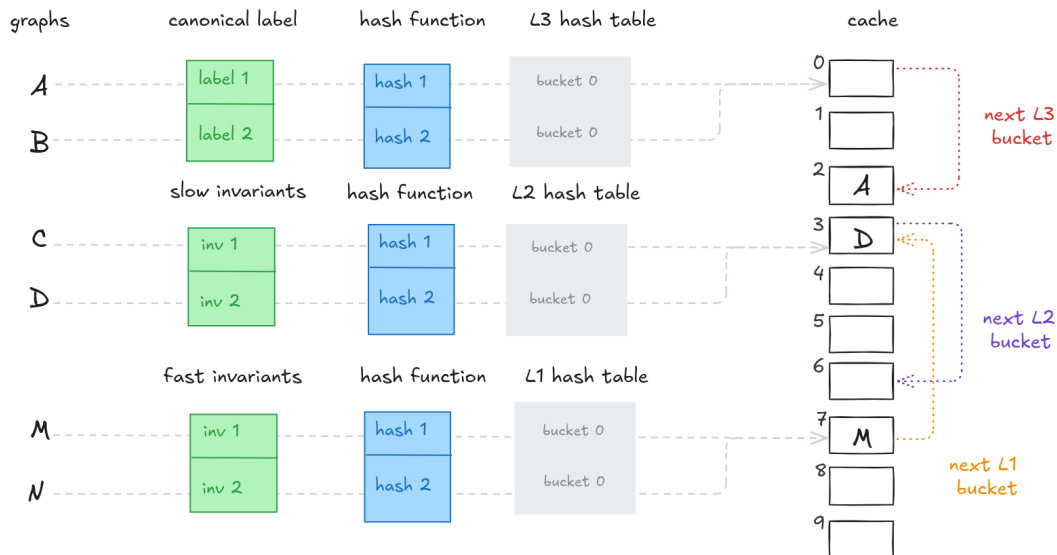 graphs canonical label hash function L3 hash table cache
A label 1 hash 1 bucket 0 0
B label 2 hash 2 bucket 0 1
next L3
bucket
2 A
slow invariants hash function L2 hash table
C inv 1 hash 1 bucket 0 3 D
D inv 2 hash 2 bucket 0 4
5
next L2
bucket
6
fast invariants hash function L1 hash table
M inv 1 hash 1 bucket 0 7 M
N inv 2 hash 2 bucket 0 8
next L1
bucket
9